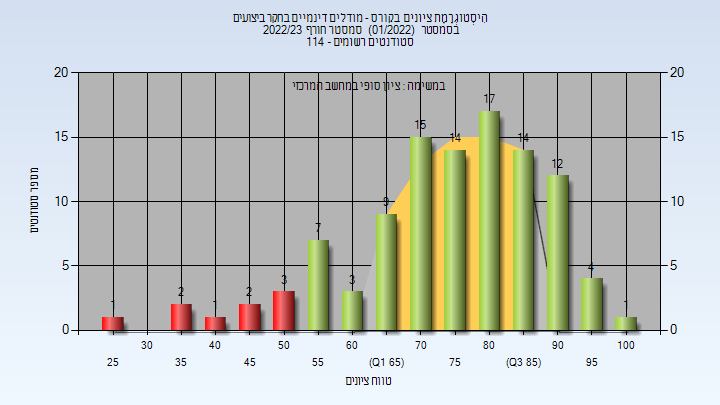 היסטוגרמת ציונים בקורס - מודלים דינמיים בחקר ביצועים
בסמסטר (01/2022) סמסטר חורף 2022/23
סטודנטים רשומים - 114
במשימה : ציון סופי במחשב המרכזי
מספר סטודנטים
20 15 10 5 0
20 15 10 5 0
1 2 1 2 3 7 3 9 15 14 17 14 12 4 1
25 30 35 40 45 50 55 60 (Q1 65) 70 75 80 (Q3 85) 90 95 100
טווח ציונים